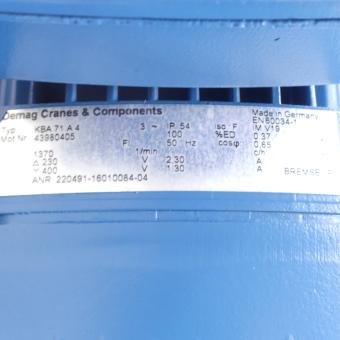 Demag Cranes & Components Made in Germany
Typ KBA 71 A 4 3 ~ IP 54 Iso F EN60034-1
Mot Nr 43980405 100 %ED IM V19
F 50 Hz cosφ 0,37
1370 1/min 0,65
Δ 230 V 2.30 A c/h
Y 400 V 1.30 A
ANR 220491-16010084-04 BREMSE